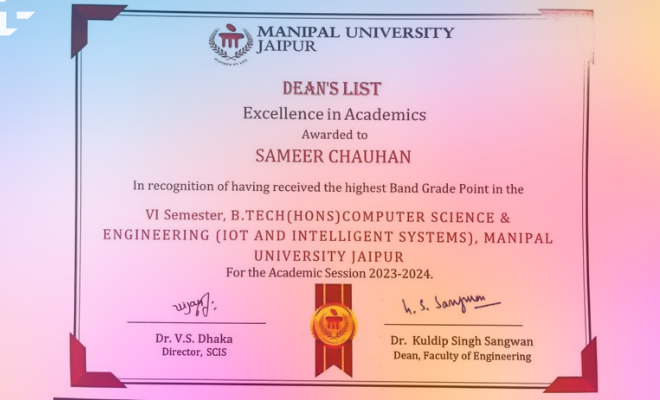 MANIPAL UNIVERSITY
JAIPUR
DEAN'S LIST
Excellence in Academics
Awarded to
SAMEER CHAUHAN
In recognition of having received the highest Band Grade Point in the
VI Semester, B.TECH(HONS)COMPUTER SCIENCE &
ENGINEERING (IOT AND INTELLIGENT SYSTEMS), MANIPAL
UNIVERSITY JAIPUR
For the Academic Session 2023-2024.
Dr. V.S. Dhaka
Director, SCIS
Dr. Kuldip Singh Sangwan
Dean, Faculty of Engineering